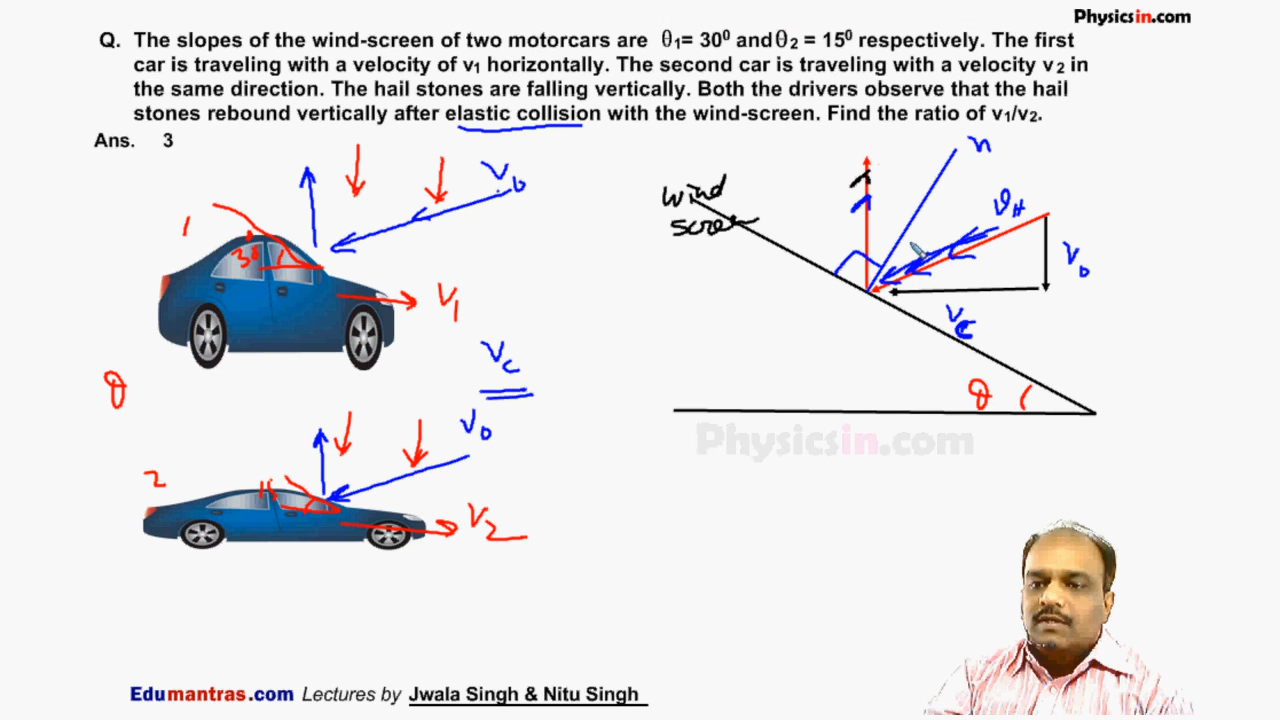 Physicsin.com
Q. The slopes of the wind-screen of two motorcars are θ1= 30⁰ and θ2 = 15⁰ respectively. The first
car is traveling with a velocity of v1 horizontally. The second car is traveling with a velocity v2 in
the same direction. The hail stones are falling vertically. Both the drivers observe that the hail
stones rebound vertically after elastic collision with the wind-screen. Find the ratio of v1/v2.
Ans. 3
1
30
V0
V1
Vc
θ
V0
2
15
V2
wind
screen
n
ϑH
V0
Vc
θ
Physicsin.com
Edumantras.com Lectures by Jwala Singh & Nitu Singh